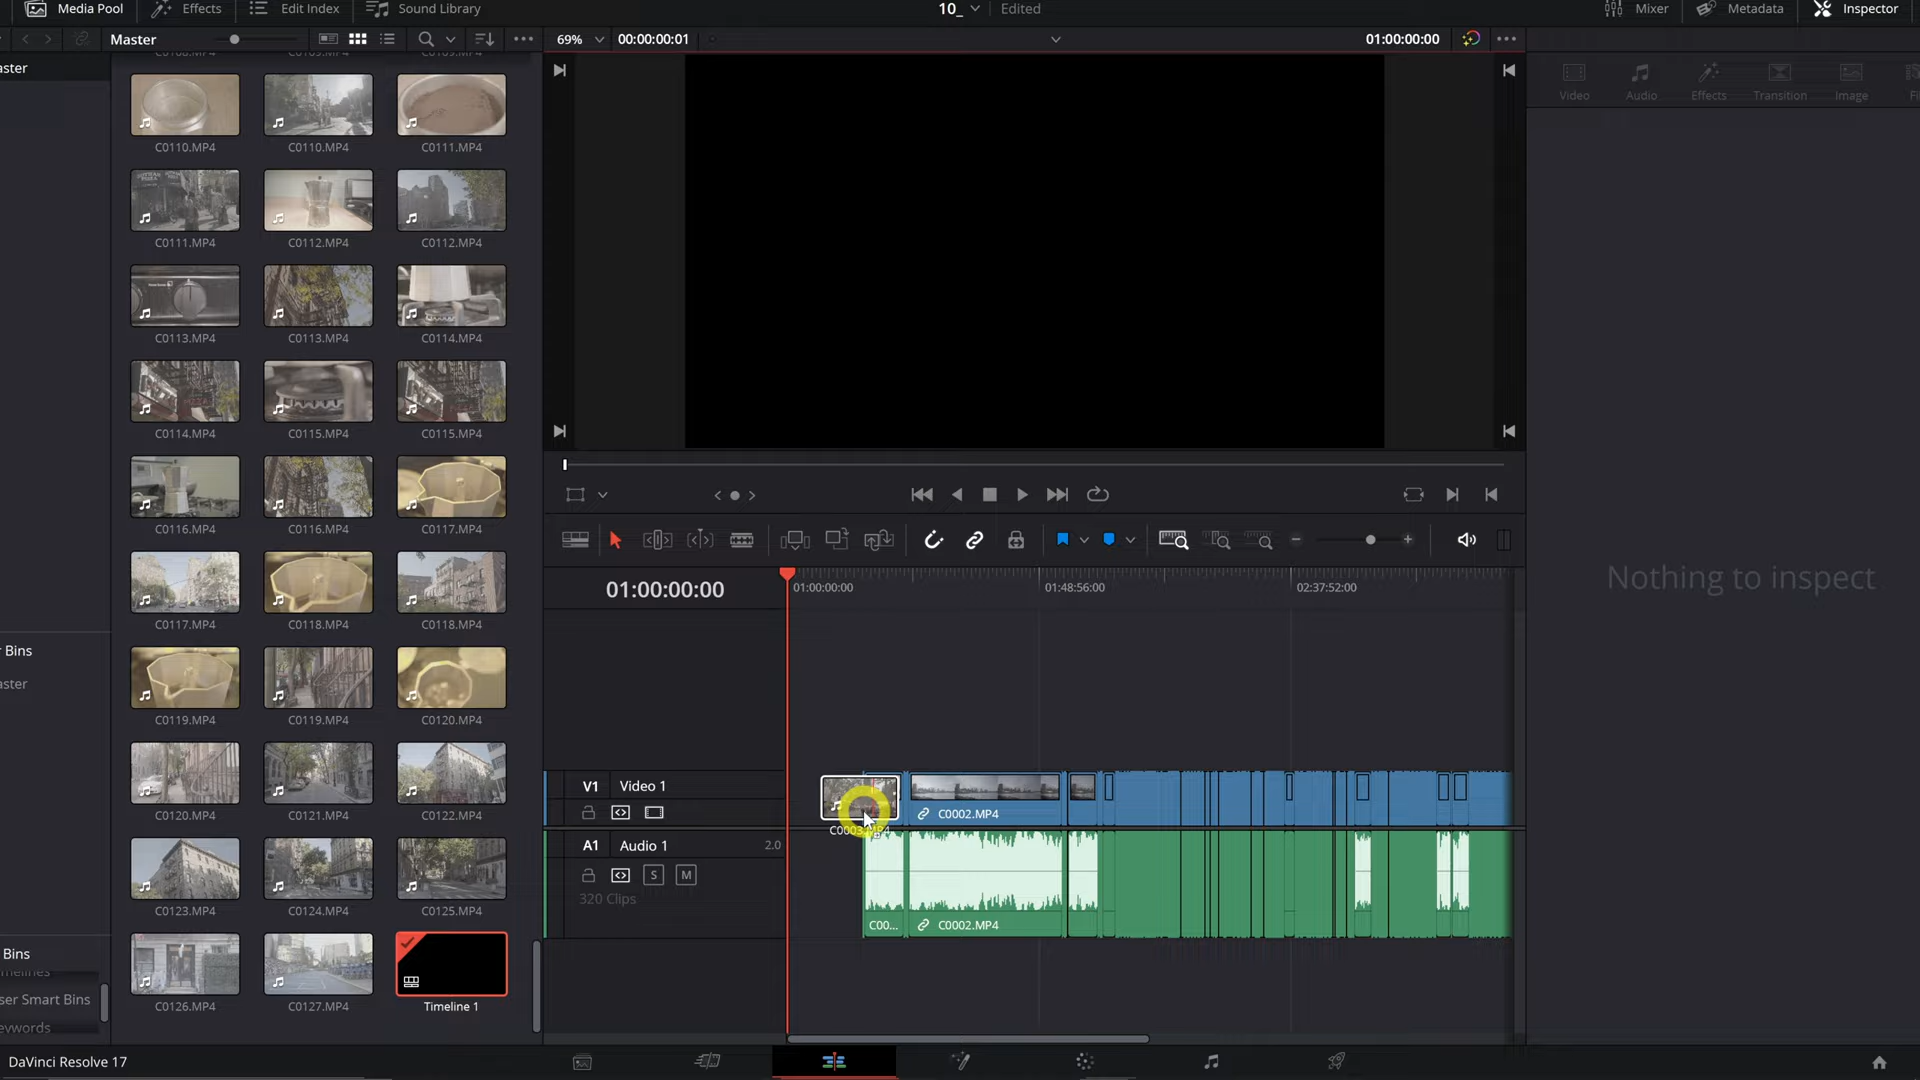 Media Pool
Effects
Edit Index
Sound Library
10_
Edited
Mixer
Metadata
Inspector
Master
69%
00:00:00:01
01:00:00:00
aster
Video
Audio
Effects
Transition
Image
Fi
C0110.MP4
C0110.MP4
C0111.MP4
C0111.MP4
C0112.MP4
C0112.MP4
C0113.MP4
C0113.MP4
C0114.MP4
C0114.MP4
C0115.MP4
C0115.MP4
C0116.MP4
C0116.MP4
C0117.MP4
C0117.MP4
C0118.MP4
C0118.MP4
C0119.MP4
C0119.MP4
C0120.MP4
C0120.MP4
C0121.MP4
C0122.MP4
C0123.MP4
C0124.MP4
C0125.MP4
C0126.MP4
C0127.MP4
Timeline 1
r Bins
aster
Bins
imelines
ser Smart Bins
eywords
01:00:00:00
01:00:00:00
01:48:56:00
02:37:52:00
Nothing to inspect
V1
Video 1
C0003.MP4
C0002.MP4
A1
Audio 1
2.0
S
M
320 Clips
C00...
C0002.MP4
DaVinci Resolve 17